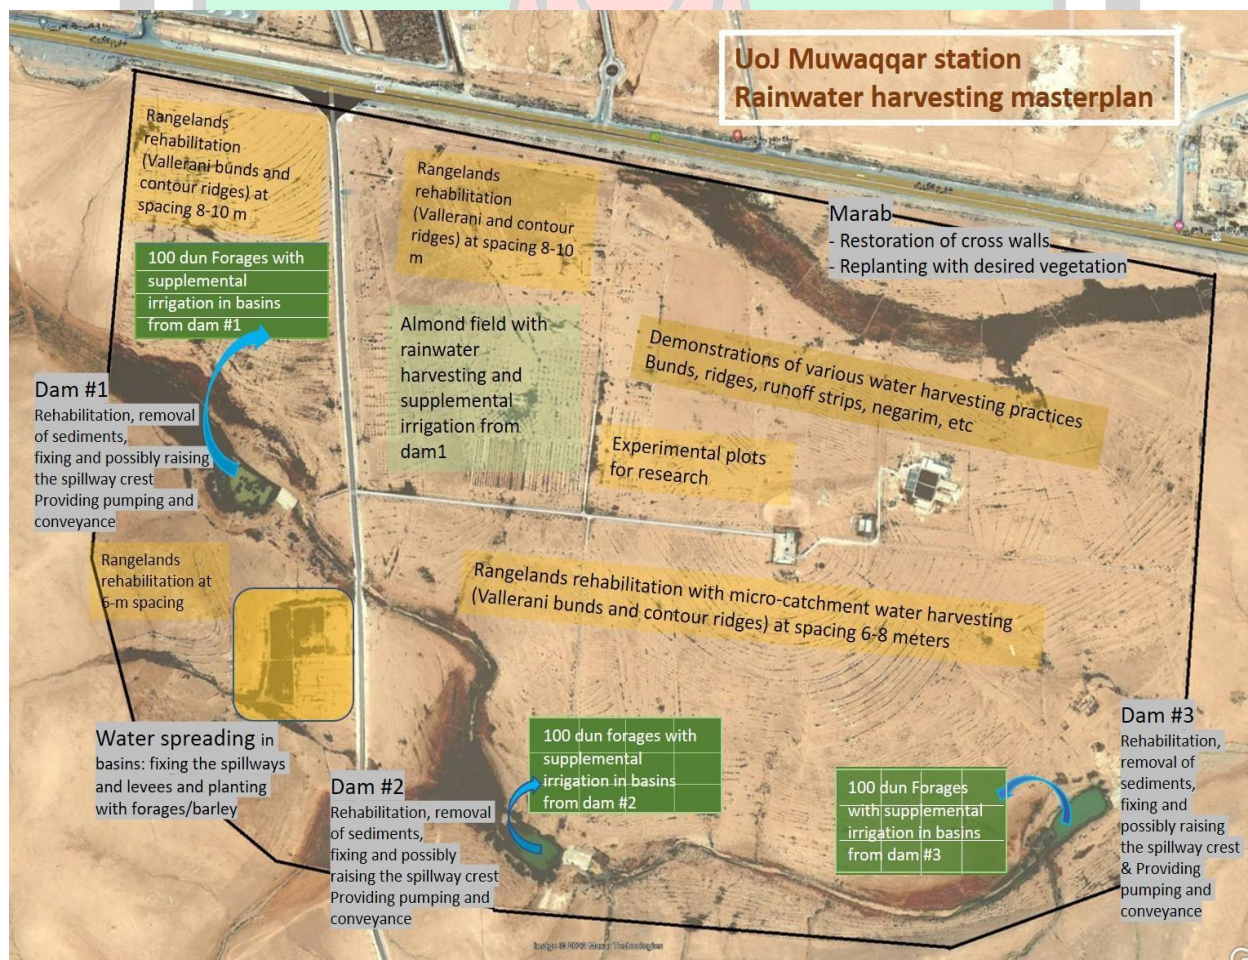 UoJ Muwaqqar station
Rainwater harvesting masterplan
Rangelands
rehabilitation
(Vallerani bunds and
contour ridges) at
spacing 8-10 m
Rangelands
rehabilitation
(Vallerani and contour
ridges) at spacing 8-10
m
Marab
- Restoration of cross walls
- Replanting with desired vegetation
100 dun Forages with
supplemental
irrigation in basins
from dam #1
Almond field with
rainwater
harvesting and
supplemental
irrigation from
dam1
Demonstrations of various water harvesting practices
Bunds, ridges, runoff strips, negarim, etc
Experimental plots
for research
Dam #1
Rehabilitation, removal
of sediments,
fixing and possibly raising
the spillway crest
Providing pumping and
conveyance
Rangelands
rehabilitation at
6-m spacing
Rangelands rehabilitation with micro-catchment water harvesting
(Vallerani bunds and contour ridges) at spacing 6-8 meters
Water spreading in
basins: fixing the spillways
and levees and planting
with forages/barley
Dam #2
Rehabilitation, removal
of sediments,
fixing and possibly
raising the spillway crest
Providing pumping and
conveyance
100 dun forages with
supplemental
irrigation in basins
from dam #2
100 dun Forages
with supplemental
irrigation in basins
from dam #3
Dam #3
Rehabilitation,
removal of
sediments,
fixing and
possibly raising
the spillway crest
& Providing
pumping and
conveyance
40
40
Maxar Technologies